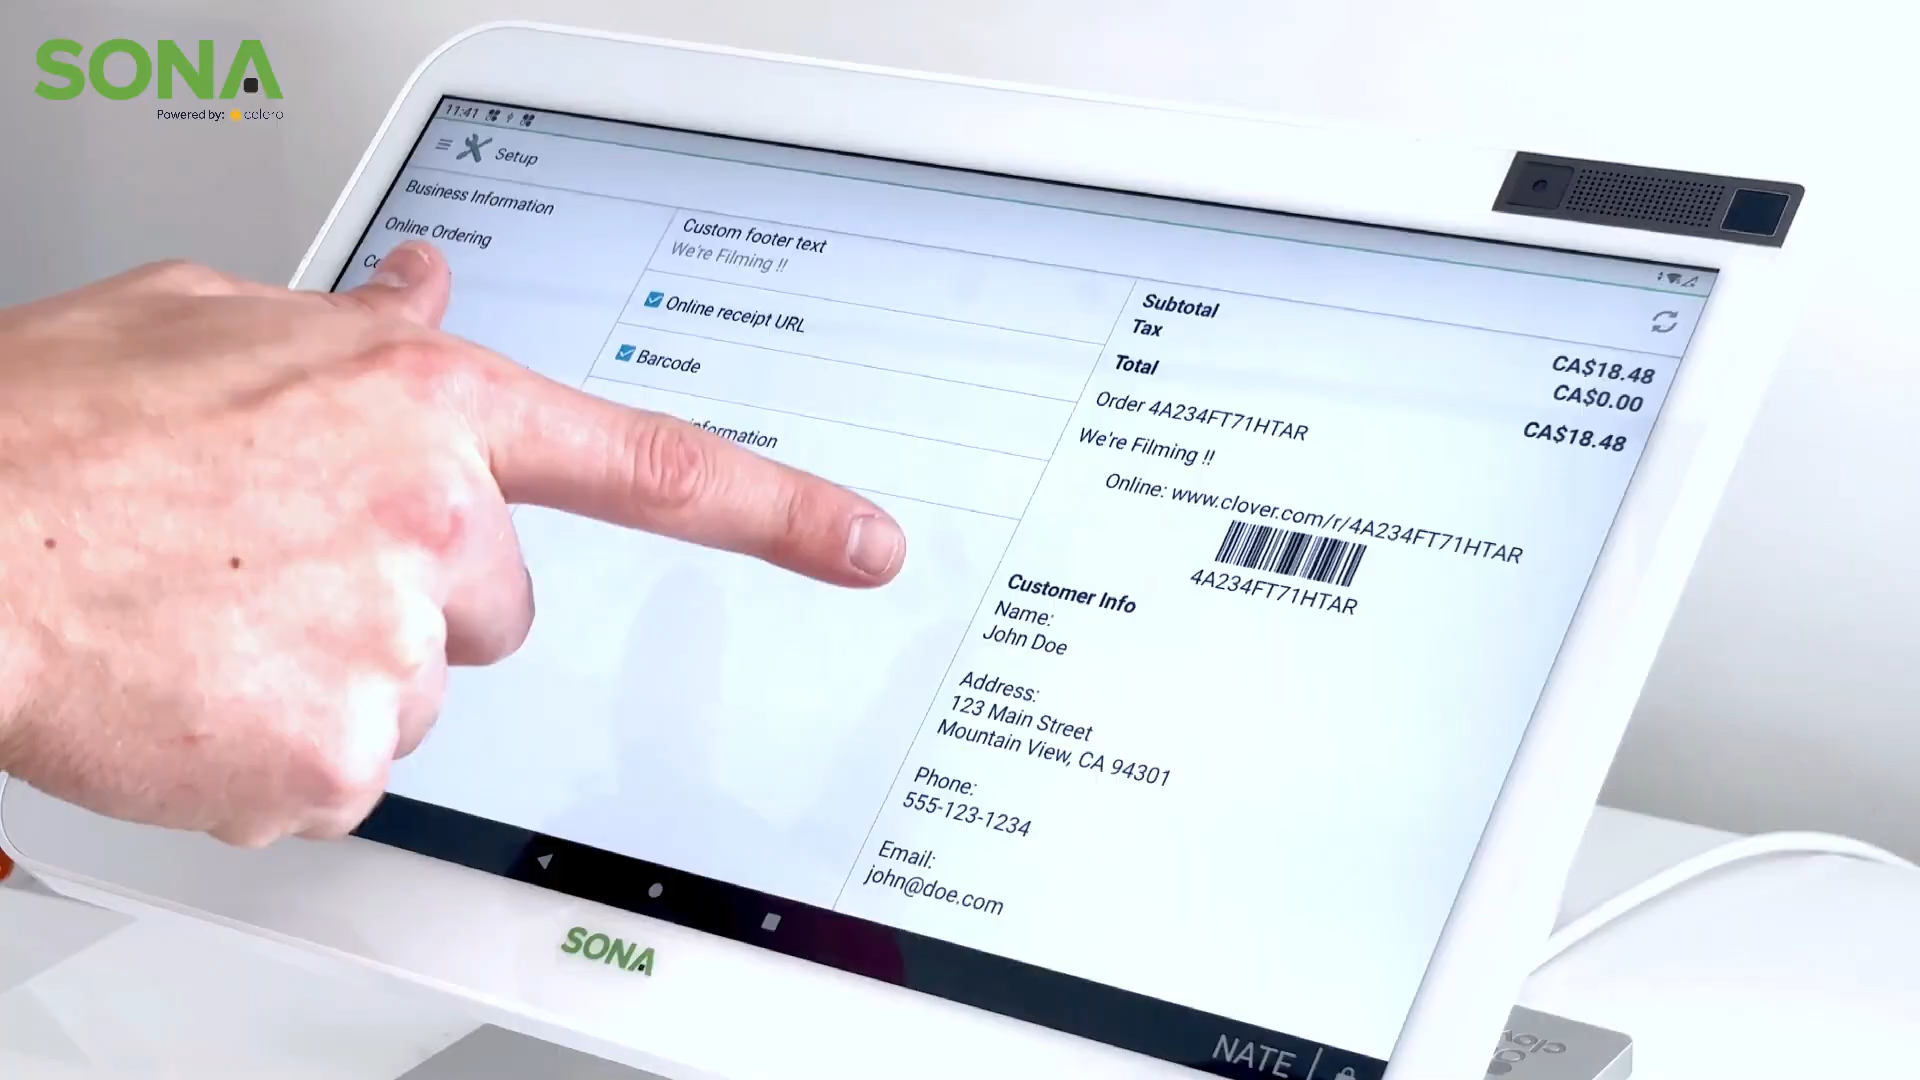 SONA
Powered by: celero
11:41
Setup
Business Information
Online Ordering
Custom footer text
We're Filming !!
Online receipt URL
Barcode
information
Subtotal
CA$18.48
Tax
CA$0.00
Total
CA$18.48
Order 4A234FT71HTAR
We're Filming !!
Online: www.clover.com/r/4A234FT71HTAR
4A234FT71HTAR
Customer Info
Name:
John Doe
Address:
123 Main Street
Mountain View, CA 94301
Phone:
555-123-1234
Email:
john@doe.com
SONA
NATE